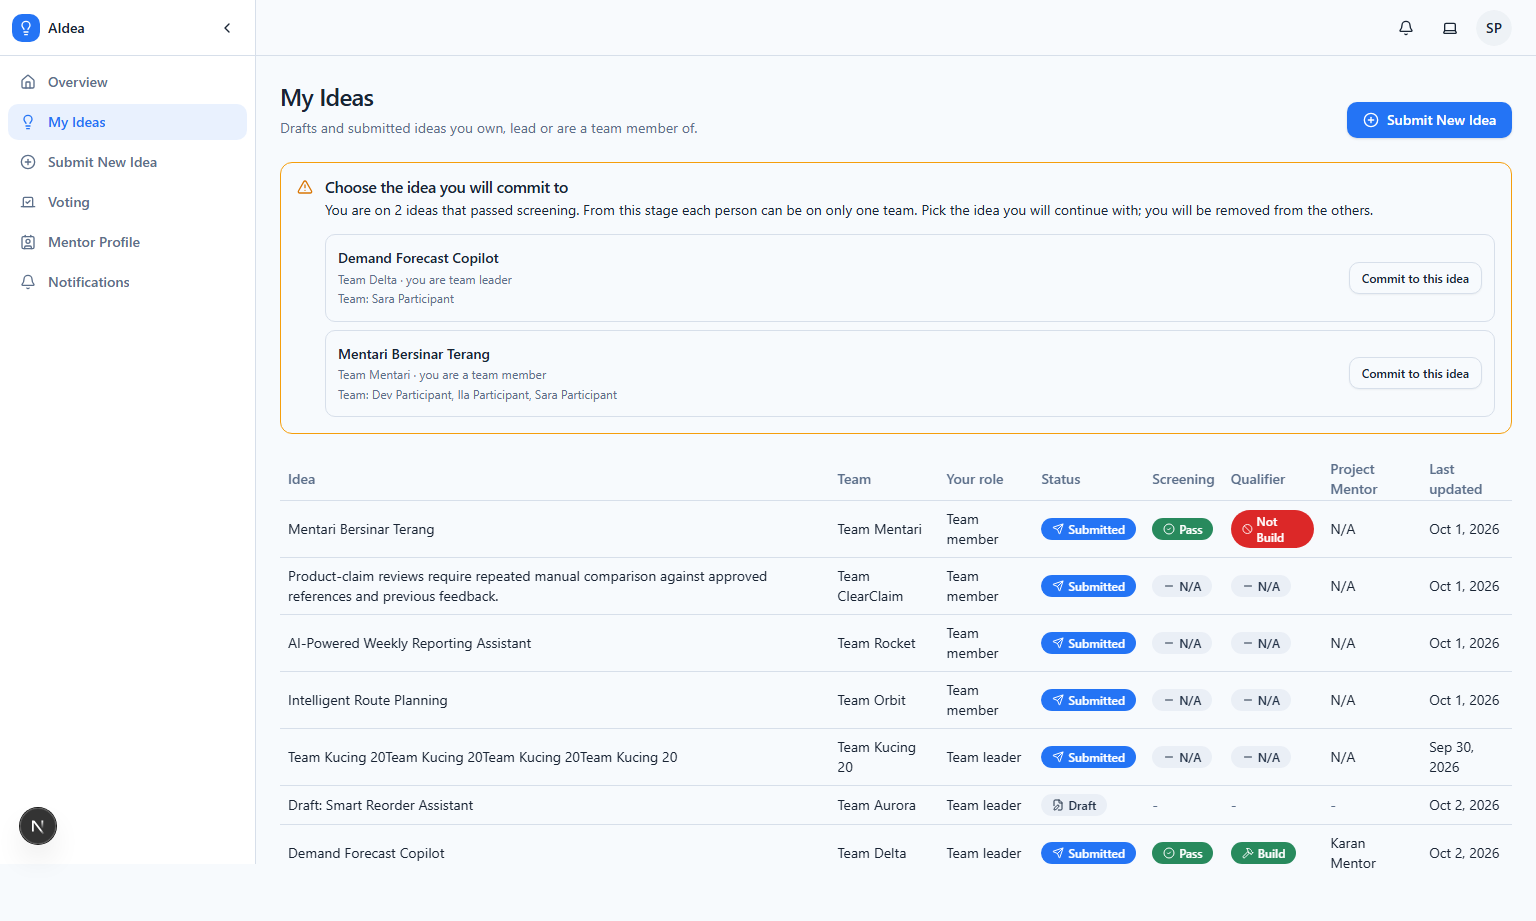 AIdea
SP
Overview
My Ideas
Submit New Idea
Voting
Mentor Profile
Notifications
My Ideas
Drafts and submitted ideas you own, lead or are a team member of.
Submit New Idea
Choose the idea you will commit to
You are on 2 ideas that passed screening. From this stage each person can be on only one team. Pick the idea you will continue with; you will be removed from the others.
Demand Forecast Copilot
Team Delta · you are team leader
Team: Sara Participant
Commit to this idea
Mentari Bersinar Terang
Team Mentari · you are a team member
Team: Dev Participant, Ila Participant, Sara Participant
Commit to this idea
Idea Team Your role Status Screening Qualifier Project Mentor Last updated
Mentari Bersinar Terang Team Mentari Team member Submitted Pass Not Build N/A Oct 1, 2026
Product-claim reviews require repeated manual comparison against approved
references and previous feedback. Team ClearClaim Team member Submitted N/A N/A N/A Oct 1, 2026
AI-Powered Weekly Reporting Assistant Team Rocket Team member Submitted N/A N/A N/A Oct 1, 2026
Intelligent Route Planning Team Orbit Team member Submitted N/A N/A N/A Oct 1, 2026
Team Kucing 20Team Kucing 20Team Kucing 20Team Kucing 20 Team Kucing 20 Team leader Submitted N/A N/A N/A Sep 30, 2026
Draft: Smart Reorder Assistant Team Aurora Team leader Draft - - - Oct 2, 2026
Demand Forecast Copilot Team Delta Team leader Submitted Pass Build Karan Mentor Oct 2, 2026
N